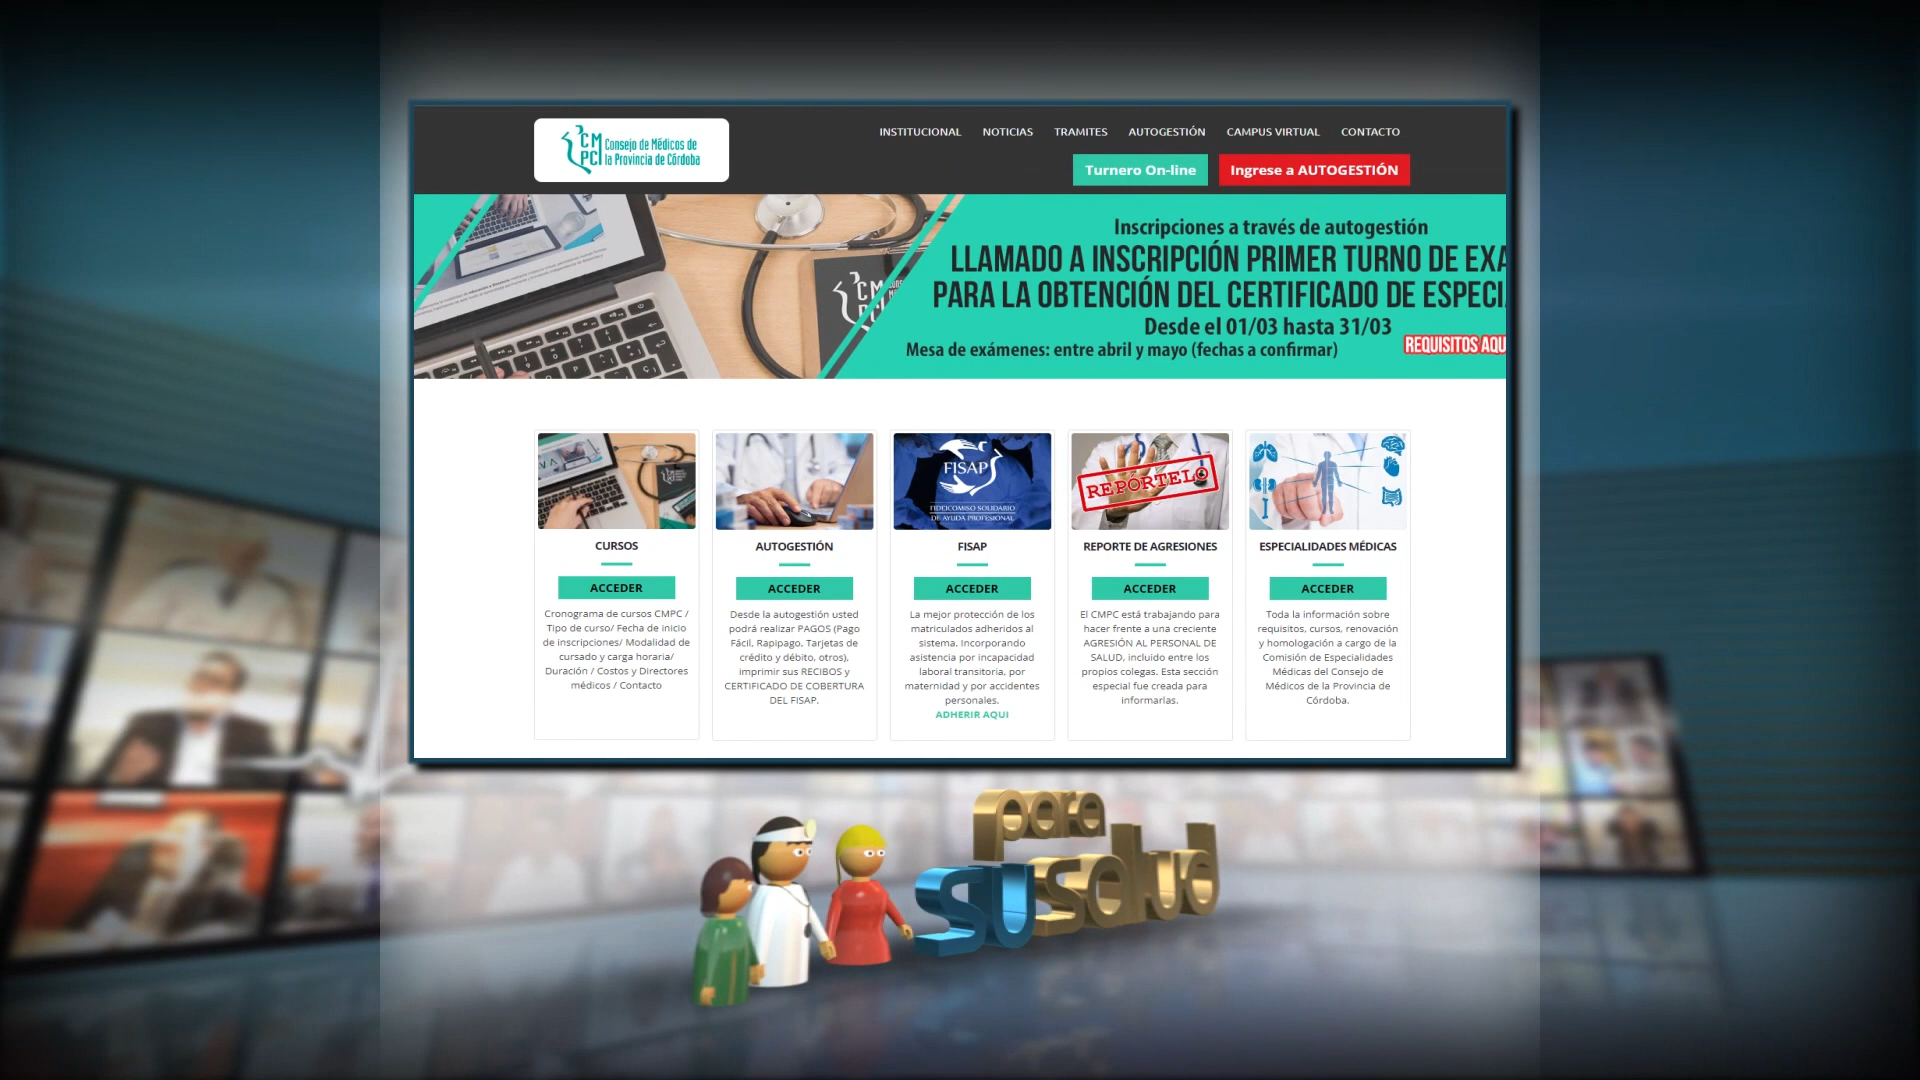 CM
PC
Consejo de Médicos de
la Provincia de Córdoba
INSTITUCIONAL NOTICIAS TRAMITES AUTOGESTIÓN CAMPUS VIRTUAL CONTACTO
Turnero On-line Ingrese a AUTOGESTIÓN
Inscripciones a través de autogestión
LLAMADO A INSCRIPCIÓN PRIMER TURNO DE EXA
PARA LA OBTENCIÓN DEL CERTIFICADO DE ESPECI
Desde el 01/03 hasta 31/03
Mesa de exámenes: entre abril y mayo (fechas a confirmar)
REQUISITOS AQU
CM
PC
CURSOS
ACCEDER
Cronograma de cursos CMPC /
Tipo de curso/ Fecha de inicio
de inscripciones/ Modalidad de
cursado y carga horaria/
Duración / Costos y Directores
médicos / Contacto
AUTOGESTIÓN
ACCEDER
Desde la autogestión usted
podrá realizar PAGOS (Pago
Fácil, Rapipago, Tarjetas de
crédito y débito, otros),
imprimir sus RECIBOS y
CERTIFICADO DE COBERTURA
DEL FISAP.
FISAP
FIDEICOMISO SOLIDARIO
DE AYUDA PROFESIONAL
FISAP
ACCEDER
La mejor protección de los
matriculados adheridos al
sistema. Incorporando
asistencia por incapacidad
laboral transitoria, por
maternidad y por accidentes
personales.
ADHERIR AQUI
REPÓRTELO
REPORTE DE AGRESIONES
ACCEDER
El CMPC está trabajando para
hacer frente a una creciente
AGRESIÓN AL PERSONAL DE
SALUD, incluido entre los
propios colegas. Esta sección
especial fue creada para
informarlas.
ESPECIALIDADES MÉDICAS
ACCEDER
Toda la información sobre
requisitos, cursos, renovación
y homologación a cargo de la
Comisión de Especialidades
Médicas del Consejo de
Médicos de la Provincia de
Córdoba.
para
su salud